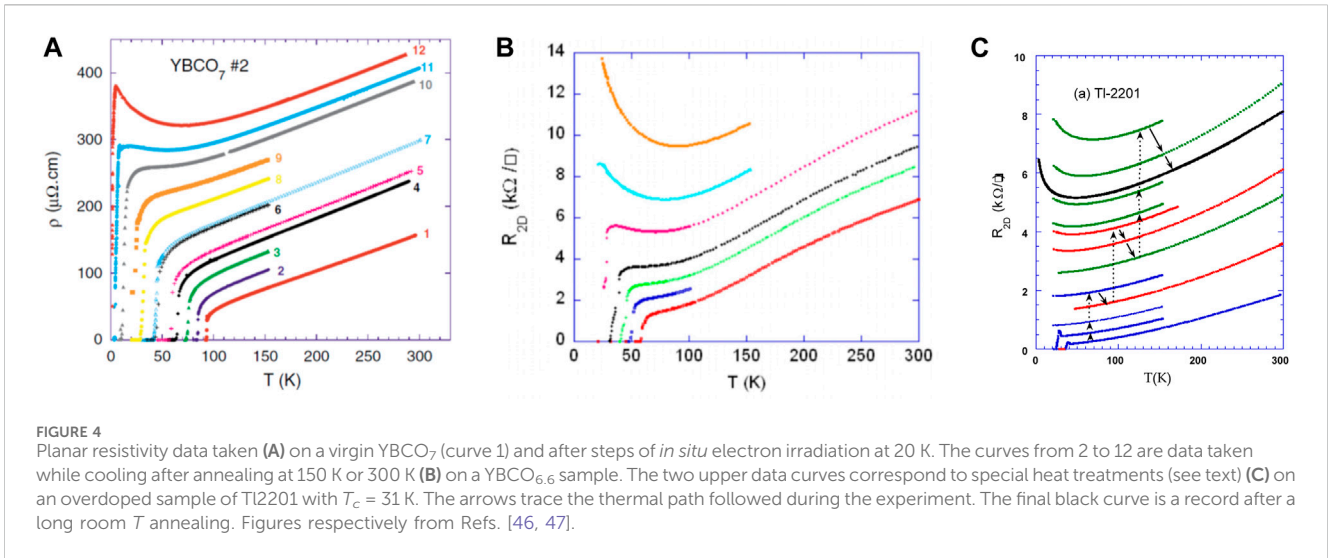 A
YBCO7 #2
ρ (μΩ.cm)
400
300
200
100
0
12
11
10
7
9
5
8
4
6
3
1
2
0 50 100 150 200 250 300
T (K)
B
R2D (kΩ/□)
14
12
10
8
6
4
2
0
0 50 100 150 200 250 300
T (K)
C
(a) Tl-2201
R2D (kΩ/□)
10
8
6
4
2
0
0 100 200 300
T(K)
FIGURE 4
Planar resistivity data taken (A) on a virgin YBCO7 (curve 1) and after steps of in situ electron irradiation at 20 K. The curves from 2 to 12 are data taken
while cooling after annealing at 150 K or 300 K (B) on a YBCO6.6 sample. The two upper data curves correspond to special heat treatments (see text) (C) on
an overdoped sample of Tl2201 with Tc = 31 K. The arrows trace the thermal path followed during the experiment. The final black curve is a record after a
long room T annealing. Figures respectively from Refs. [46, 47].